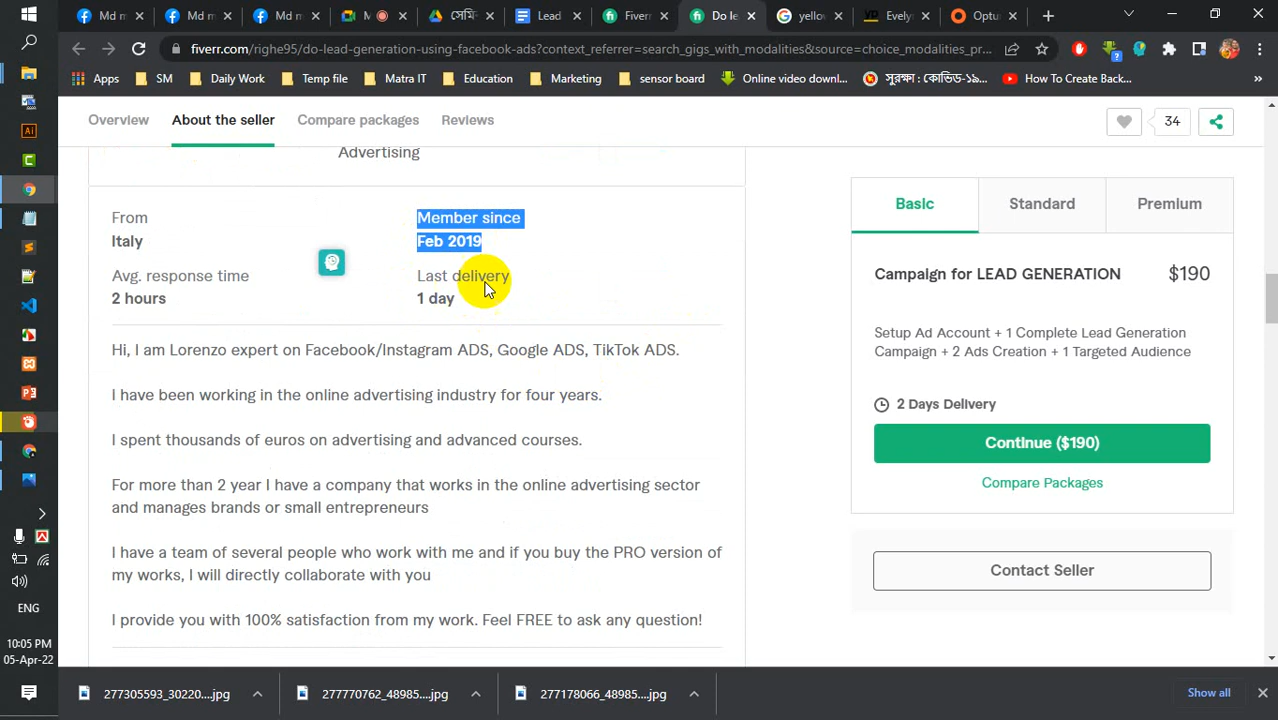 Md m
Md m
Md m
M
সেমি
Lead
Fiverr
Do le
yellov
Evelys
Optu
fiverr.com/righe95/do-lead-generation-using-facebook-ads?context_referrer=search_gigs_with_modalities&source=choice_modalities_pr...
Apps
SM
Daily Work
Temp file
Matra IT
Education
Marketing
sensor board
Online video downl...
সুরক্ষা : কোভিড-১৯...
How To Create Back...
»
Overview
About the seller
Compare packages
Reviews
34
Advertising
From
Italy
Member since
Feb 2019
Avg. response time
2 hours
Last delivery
1 day
Hi, I am Lorenzo expert on Facebook/Instagram ADS, Google ADS, TikTok ADS.
I have been working in the online advertising industry for four years.
I spent thousands of euros on advertising and advanced courses.
For more than 2 year I have a company that works in the online advertising sector
and manages brands or small entrepreneurs
I have a team of several people who work with me and if you buy the PRO version of
my works, I will directly collaborate with you
I provide you with 100% satisfaction from my work. Feel FREE to ask any question!
Basic
Standard
Premium
Campaign for LEAD GENERATION
$190
Setup Ad Account + 1 Complete Lead Generation
Campaign + 2 Ads Creation + 1 Targeted Audience
2 Days Delivery
Continue ($190)
Compare Packages
Contact Seller
ENG
10:05 PM
05-Apr-22
277305593_30220....jpg
277770762_48985....jpg
277178066_48985....jpg
Show all